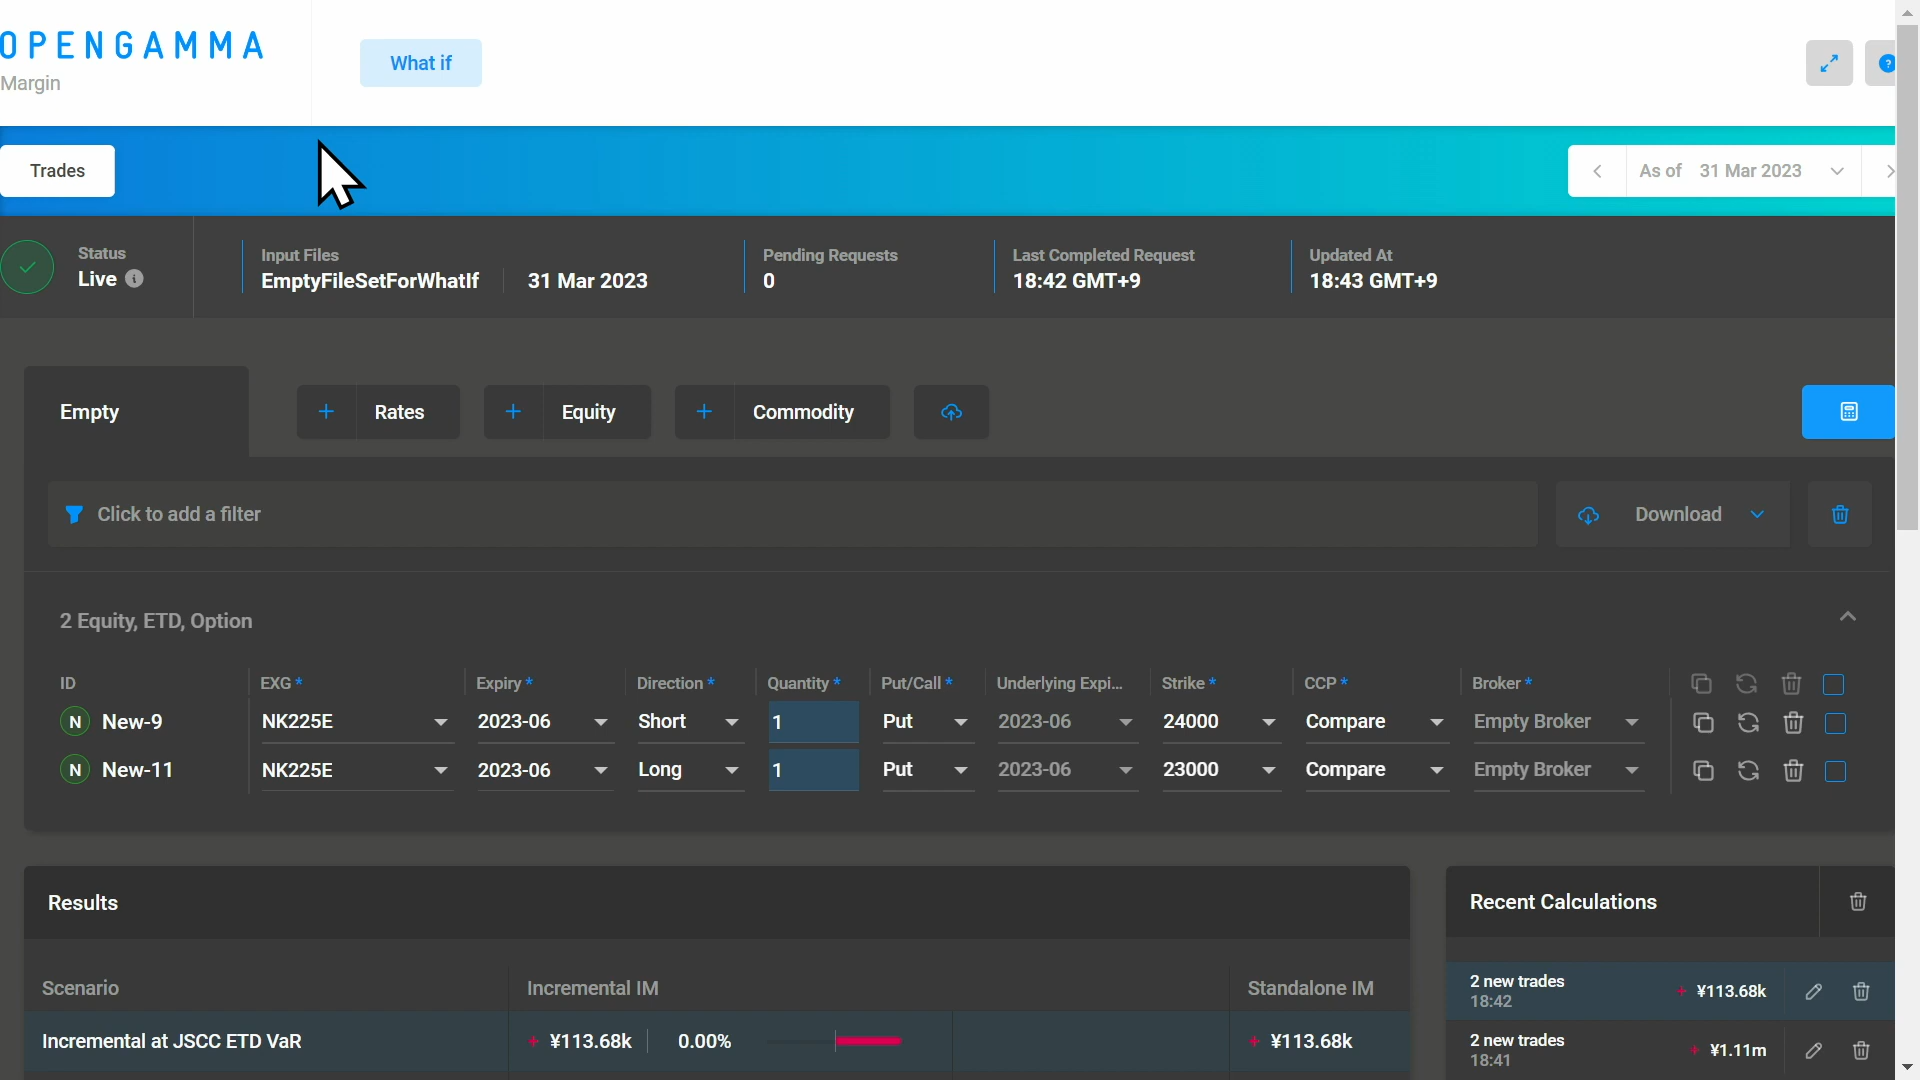 OPENGAMMA
Margin
What if
?
Trades
As of 31 Mar 2023
Status
Live
Input Files
EmptyFileSetForWhatIf 31 Mar 2023
Pending Requests
0
Last Completed Request
18:42 GMT+9
Updated At
18:43 GMT+9
Empty
+ Rates
+ Equity
+ Commodity
Click to add a filter
Download
2 Equity, ETD, Option
ID EXG * Expiry * Direction * Quantity * Put/Call * Underlying Expi... Strike * CCP * Broker *
N New-9 NK225E 2023-06 Short 1 Put 2023-06 24000 Compare Empty Broker
N New-11 NK225E 2023-06 Long 1 Put 2023-06 23000 Compare Empty Broker
Results
Scenario Incremental IM Standalone IM
Incremental at JSCC ETD VaR + ¥113.68k 0.00% + ¥113.68k
Recent Calculations
2 new trades
18:42
+ ¥113.68k
2 new trades
18:41
+ ¥1.11m